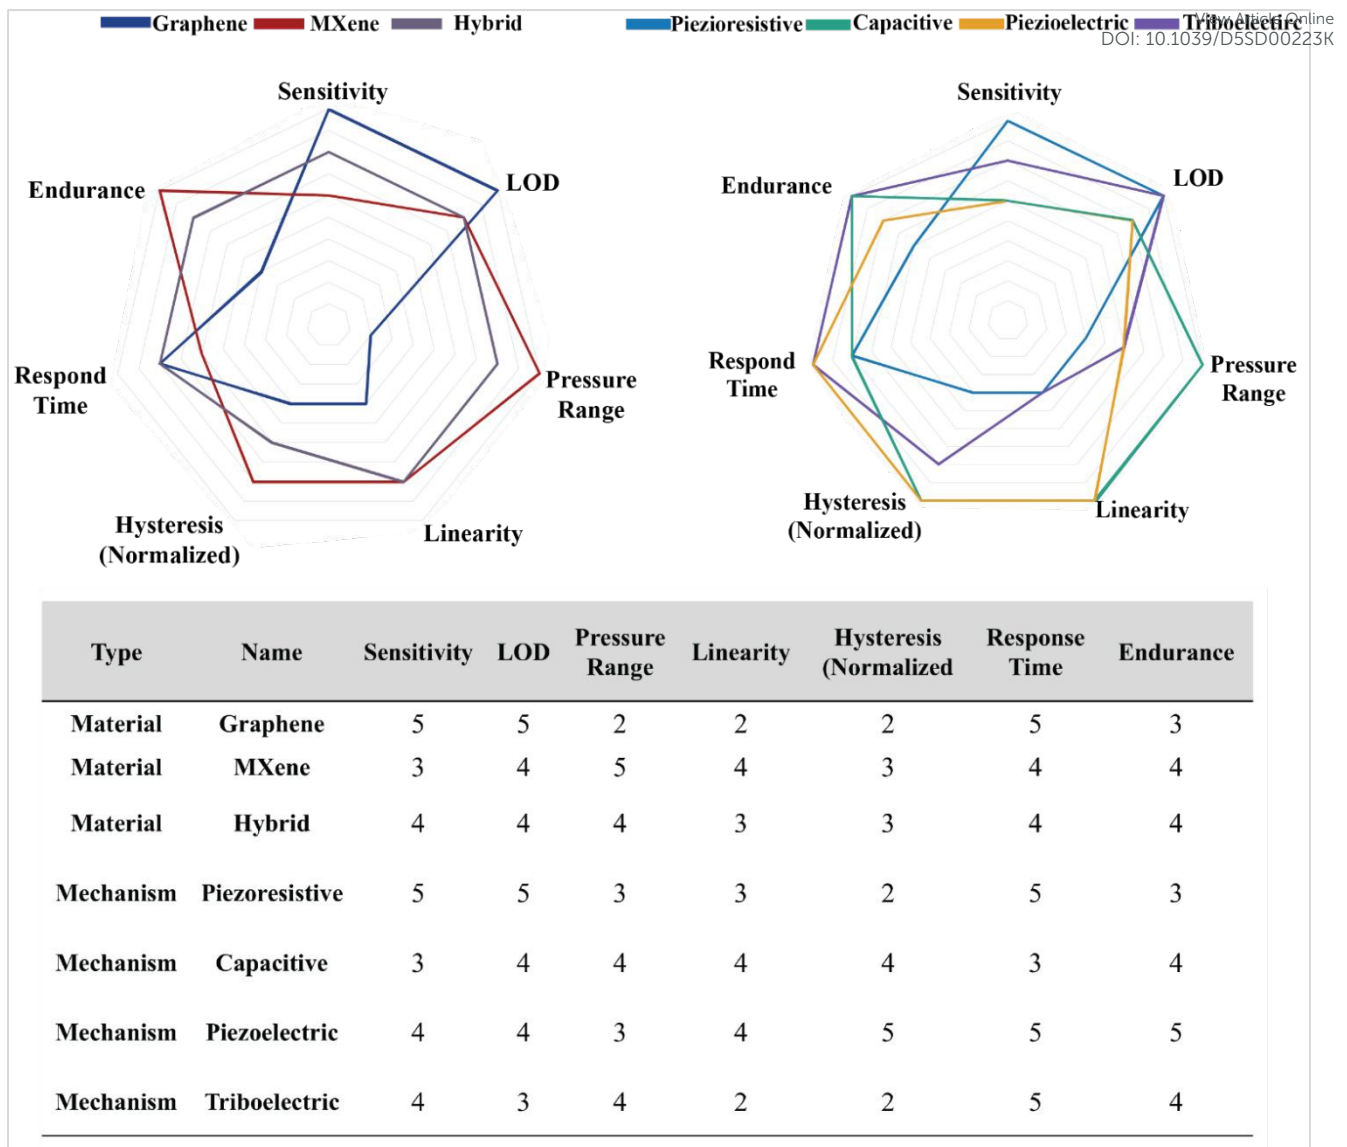 Graphene MXene Hybrid Piezioresistive Capacitive Piezioelectric Triboelectirc
View Article Online
DOI: 10.1039/D5SD00223K
Sensitivity
LOD
Pressure
Range
Linearity
Hysteresis
(Normalized)
Respond
Time
Endurance
Sensitivity
LOD
Pressure
Range
Linearity
Hysteresis
(Normalized)
Respond
Time
Endurance
Type Name Sensitivity LOD Pressure Range Linearity Hysteresis (Normalized Response Time Endurance
Material Graphene 5 5 2 2 2 5 3
Material MXene 3 4 5 4 3 4 4
Material Hybrid 4 4 4 3 3 4 4
Mechanism Piezoresistive 5 5 3 3 2 5 3
Mechanism Capacitive 3 4 4 4 4 3 4
Mechanism Piezoelectric 4 4 3 4 5 5 5
Mechanism Triboelectric 4 3 4 2 2 5 4